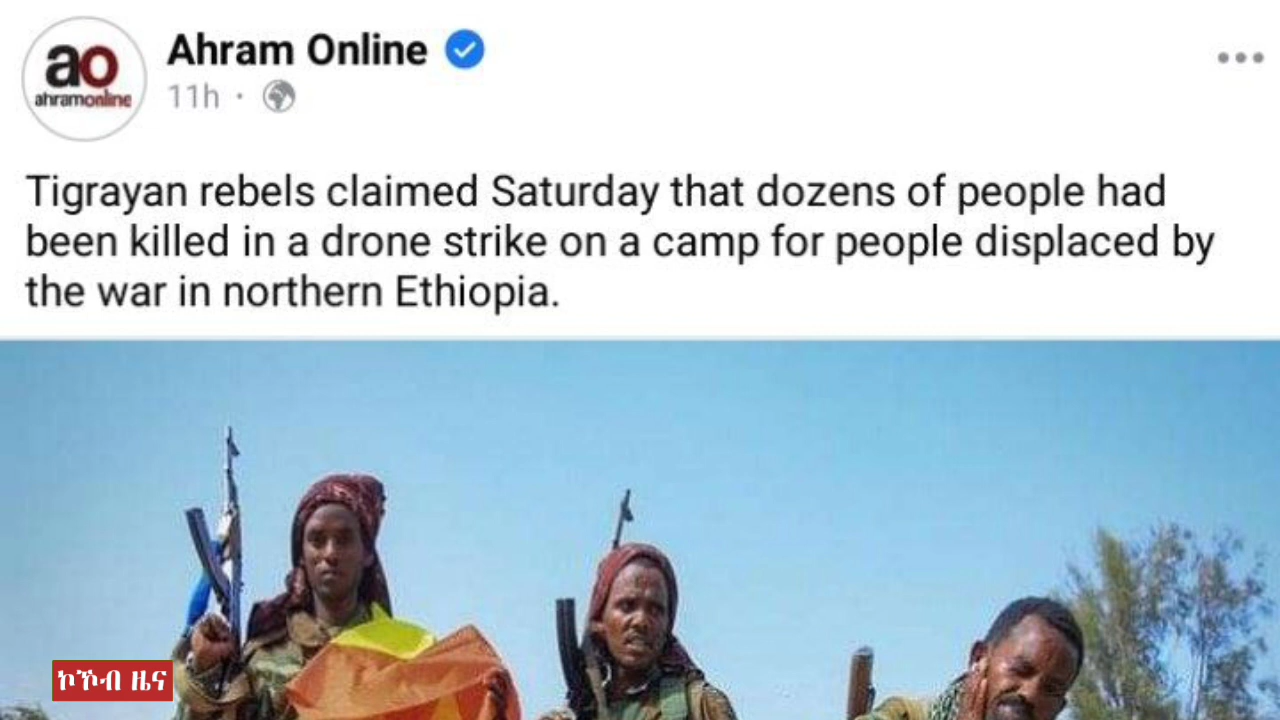 ao
ahramonline
Ahram Online
11h ·
Tigrayan rebels claimed Saturday that dozens of people had
been killed in a drone strike on a camp for people displaced by
the war in northern Ethiopia.
ኮኾብ ዜና